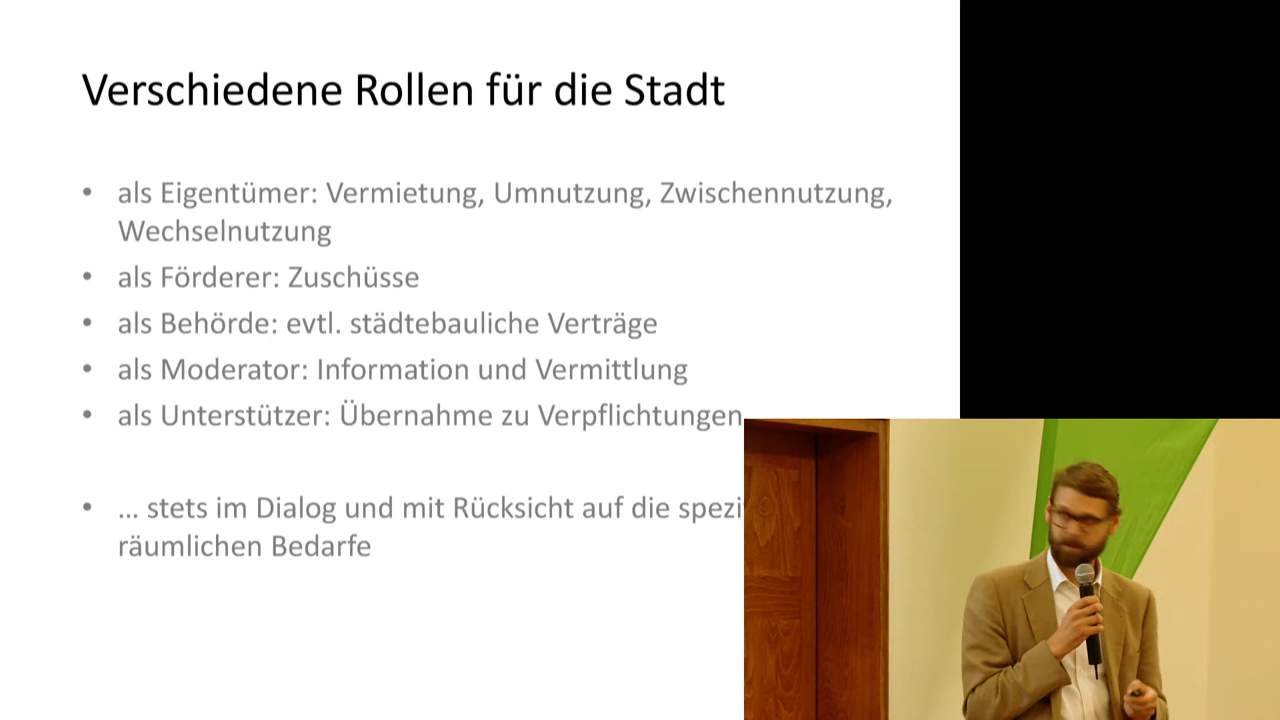 Verschiedene Rollen für die Stadt
• als Eigentümer: Vermietung, Umnutzung, Zwischennutzung,
Wechselnutzung
• als Förderer: Zuschüsse
• als Behörde: evtl. städtebauliche Verträge
• als Moderator: Information und Vermittlung
• als Unterstützer: Übernahme zu Verpflichtungen
• … stets im Dialog und mit Rücksicht auf die
räumlichen Bedarfe